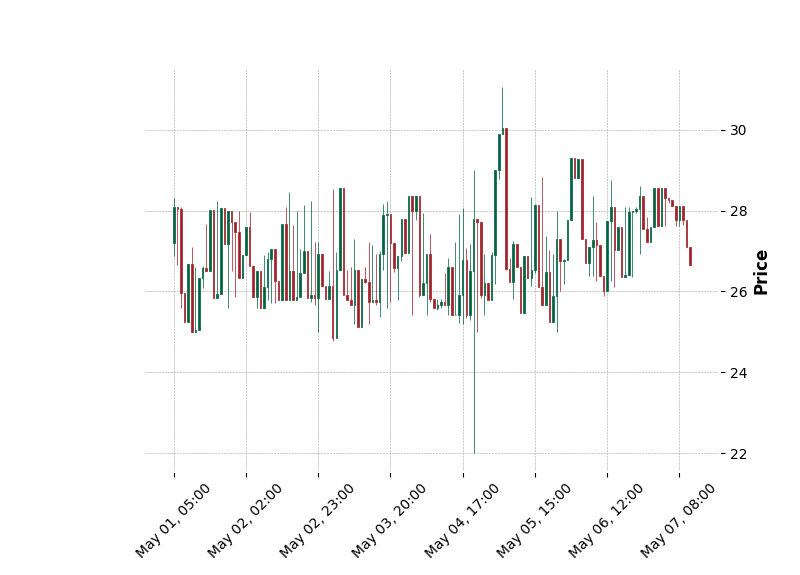 30
28
26
24
22
Price
May 01, 05:00
May 02, 02:00
May 02, 23:00
May 03, 20:00
May 04, 17:00
May 05, 15:00
May 06, 12:00
May 07, 08:00